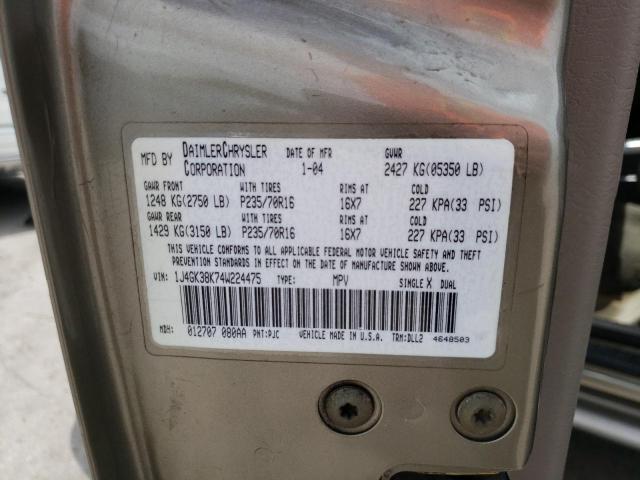 MFD BY DAIMLERCHRYSLER CORPORATION DATE OF MFR 1-04 GVWR 2427 KG(05350 LB)
GAWR FRONT WITH TIRES RIMS AT COLD
1248 KG(2750 LB) P235/70R16 16X7 227 KPA(33 PSI)
GAWR REAR WITH TIRES RIMS AT COLD
1429 KG(3150 LB) P235/70R16 16X7 227 KPA(33 PSI)
THIS VEHICLE CONFORMS TO ALL APPLICABLE FEDERAL MOTOR VEHICLE SAFETY AND THEFT
PREVENTION STANDARDS IN EFFECT ON THE DATE OF MANUFACTURE SHOWN ABOVE.
VIN: 1J4GK38K74W224475 TYPE: MPV SINGLE X DUAL
MDH: 012707 080AA PNT:PJC VEHICLE MADE IN U.S.A. TRM:DLL2 4648503